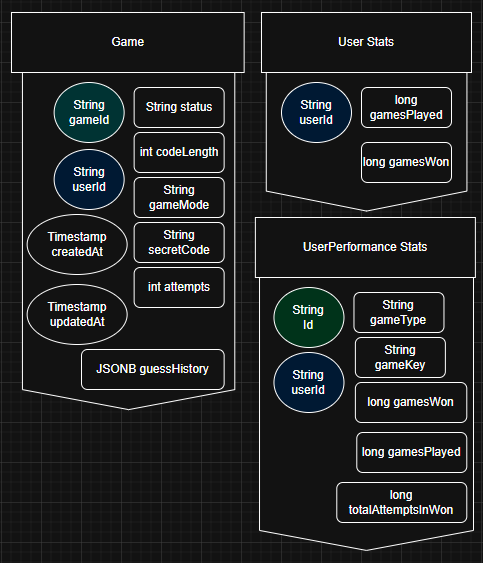 Game
String
gameId
String status
int codeLength
String
userId
String
gameMode
Timestamp
createdAt
String
secretCode
int attempts
Timestamp
updatedAt
JSONB guessHistory
User Stats
String
userId
long
gamesPlayed
long gamesWon
UserPerformance Stats
String
Id
String
gameType
String
gameKey
String
userId
long gamesWon
long gamesPlayed
long
totalAttemptsInWon